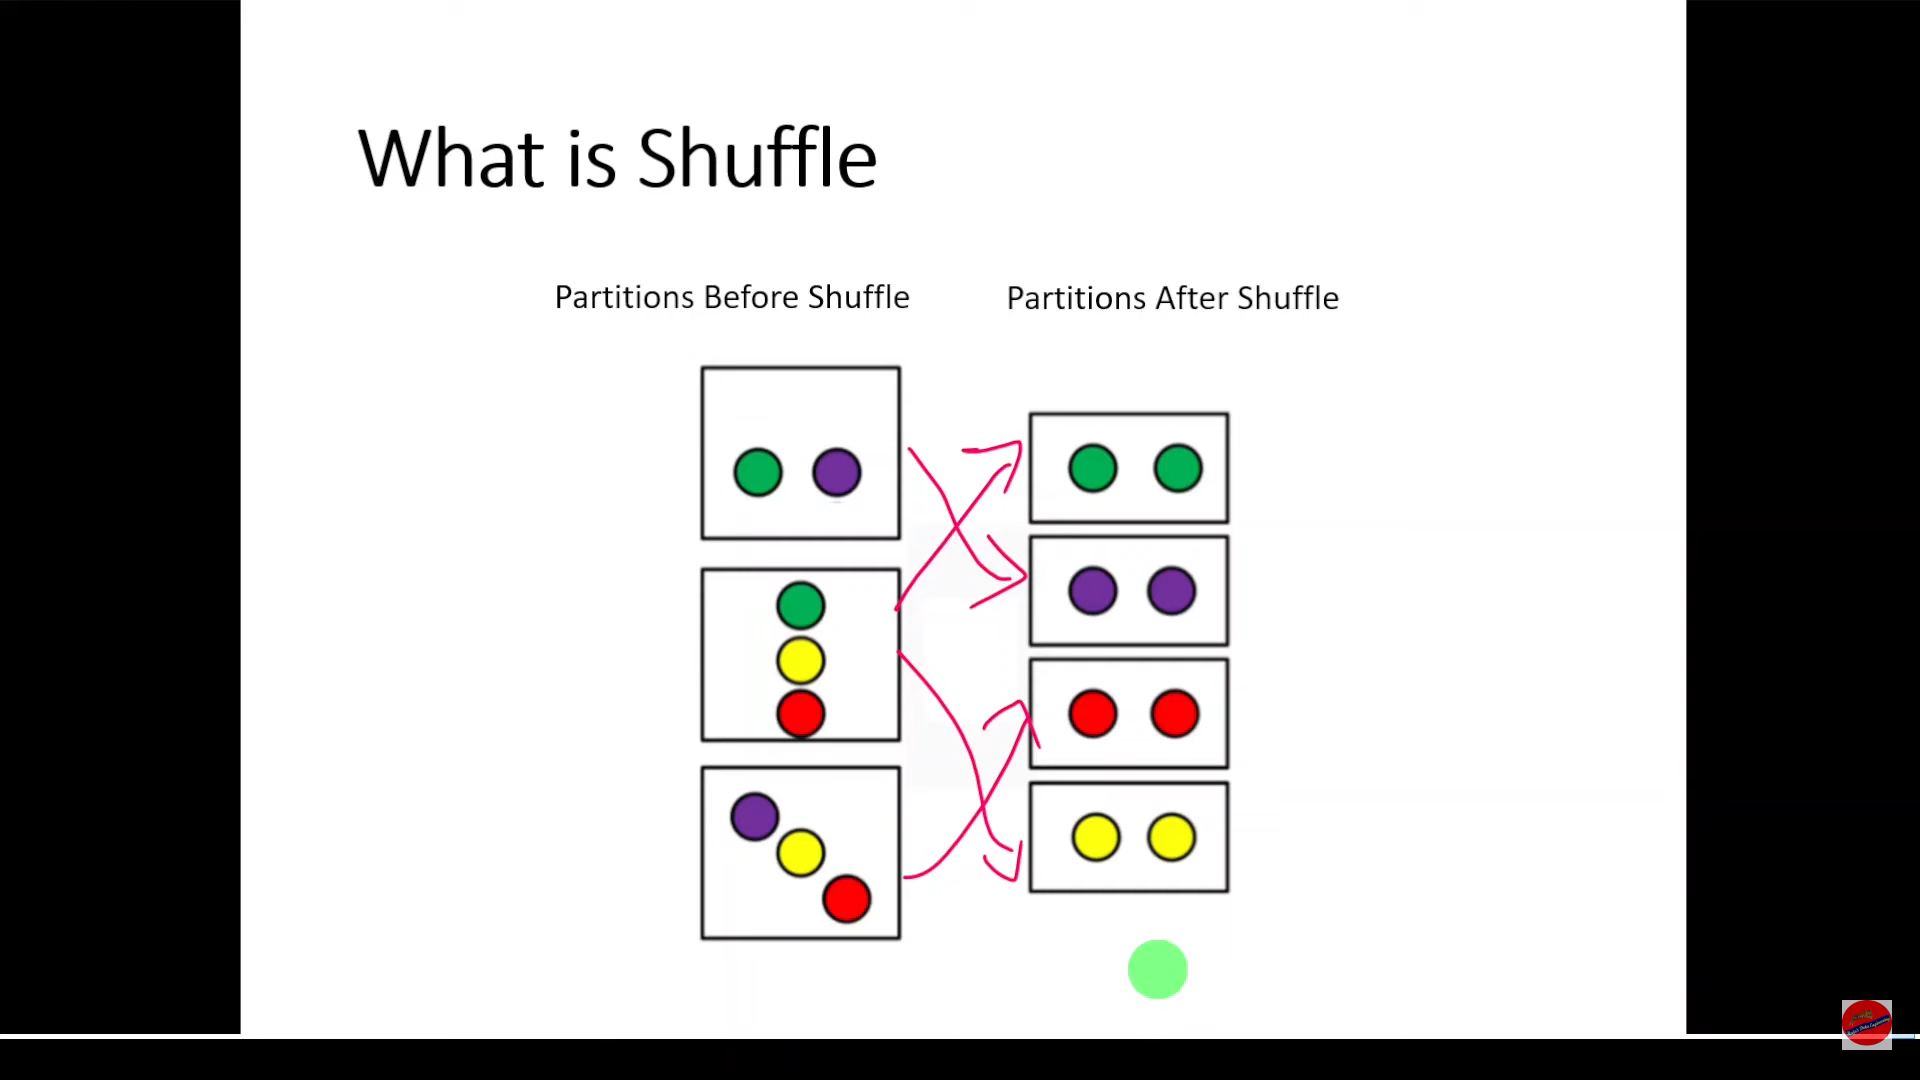 What is Shuffle
Partitions Before Shuffle
Partitions After Shuffle